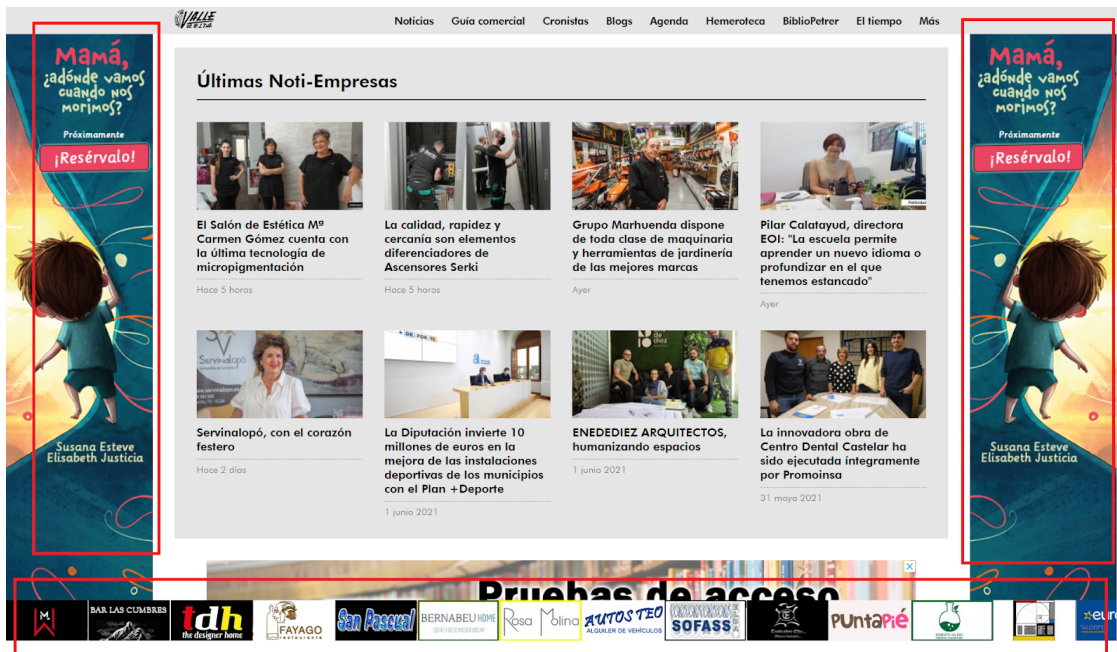 VALLE
DE ELDA
Noticias Guía comercial Cronistas Blogs Agenda Hemeroteca BiblioPetrer El tiempo Más
Mamá,
¿adónde vamos
cuando nos
morimos?
Próximamente
¡Resérvalo!
Susana Esteve
Elisabeth Justicia
Últimas Noti-Empresas
El Salón de Estética Mª
Carmen Gómez cuenta con
la última tecnología de
micropigmentación
Hace 5 horas
La calidad, rapidez y
cercanía son elementos
diferenciadores de
Ascensores Serki
Hace 5 horas
Grupo Marhuenda dispone
de toda clase de maquinaria
y herramientas de jardinería
de las mejores marcas
Ayer
Publicidad
Pilar Calatayud, directora
EOI: "La escuela permite
aprender un nuevo idioma o
profundizar en el que
tenemos estancado"
Ayer
Servinalopó
Servinalopó, con el corazón
festero
Hace 2 días
+ DE POR TE
La Diputación invierte 10
millones de euros en la
mejora de las instalaciones
deportivas de los municipios
con el Plan +Deporte
1 junio 2021
diez
ENEDEDIEZ ARQUITECTOS,
humanizando espacios
1 junio 2021
La innovadora obra de
Centro Dental Castelar ha
sido ejecutada íntegramente
por Promoinsa
31 mayo 2021
Mamá,
¿adónde vamos
cuando nos
morimos?
Próximamente
¡Resérvalo!
Susana Esteve
Elisabeth Justicia
Pruebas de acceso
M
BAR LAS CUMBRES
tdh
the designer home
FAYAGO
restaurante
San Pascual
BERNABEU HOME
Rosa Molina
AUTOS TEO
ALQUILER DE VEHÍCULOS
SOFASS
PUntaPié
eur